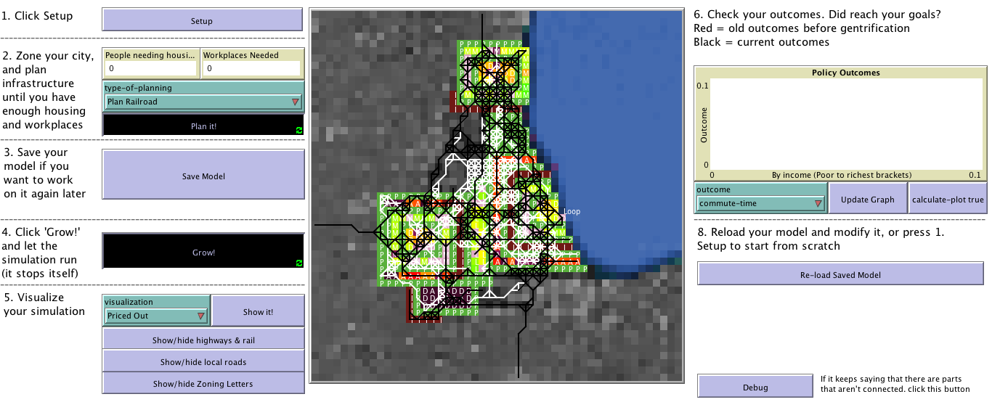 1. Click Setup
Setup
2. Zone your city,
and plan
infrastructure
until you have
enough housing
and workplaces
People needing housi...
0
Workplaces Needed
0
type-of-planning
Plan Railroad
Plan it!
3. Save your
model if you
want to work
on it again later
Save Model
4. Click 'Grow!'
and let the
simulation run
(it stops itself)
Grow!
5. Visualize
your simulation
visualization
Priced Out
Show it!
Show/hide highways & rail
Show/hide local roads
Show/hide Zoning Letters
Loop
6. Check your outcomes. Did reach your goals?
Red = old outcomes before gentrification
Black = current outcomes
Policy Outcomes
0.1
Outcome
0
0
By income (Poor to richest brackets)
0.1
outcome
commute-time
Update Graph
calculate-plot true
8. Reload your model and modify it, or press 1.
Setup to start from scratch
Re-load Saved Model
Debug
If it keeps saying that there are parts
that aren't connected. click this button